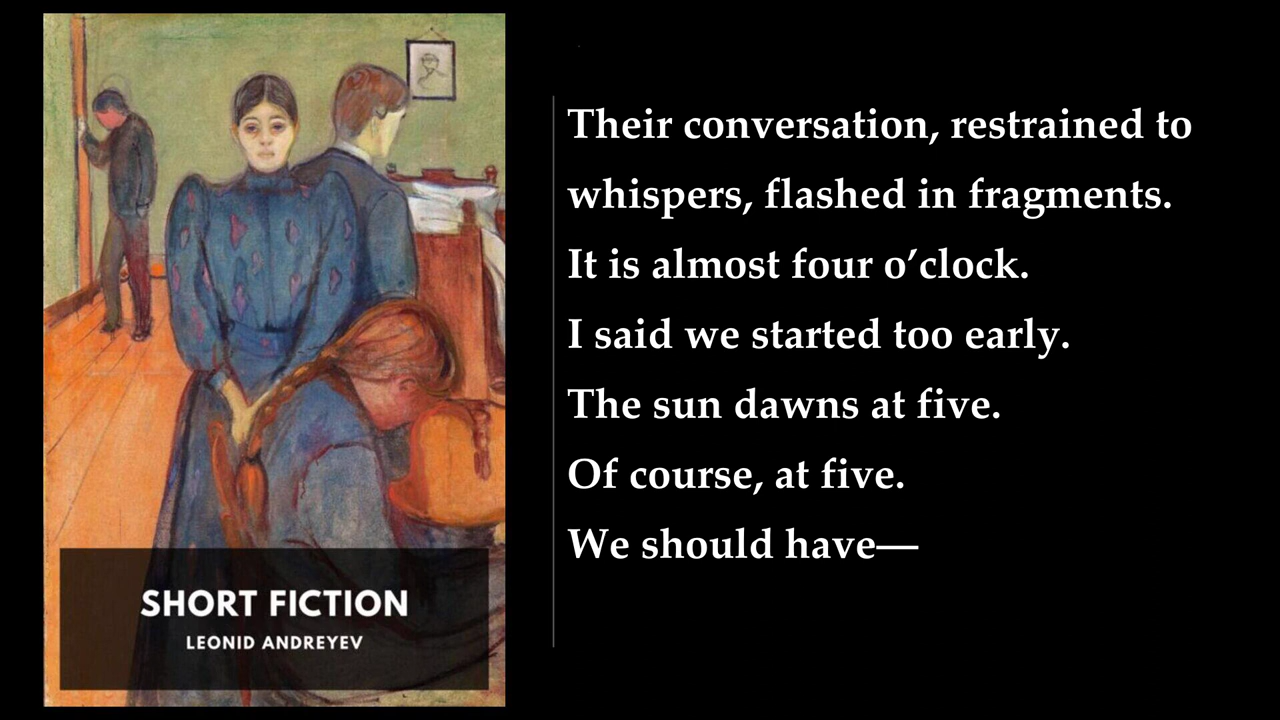 SHORT FICTION
LEONID ANDREYEV
Their conversation, restrained to
whispers, flashed in fragments.
It is almost four o’clock.
I said we started too early.
The sun dawns at five.
Of course, at five.
We should have—